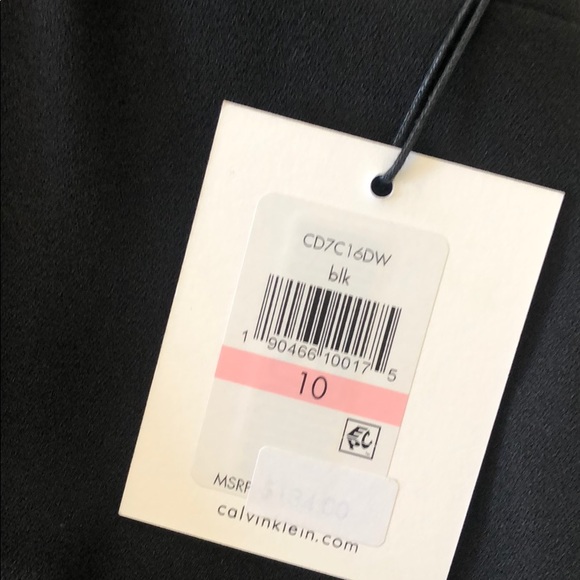 CD7C16DW
blk
1 90466 10017 5
10
MSRP
calvinklein.com